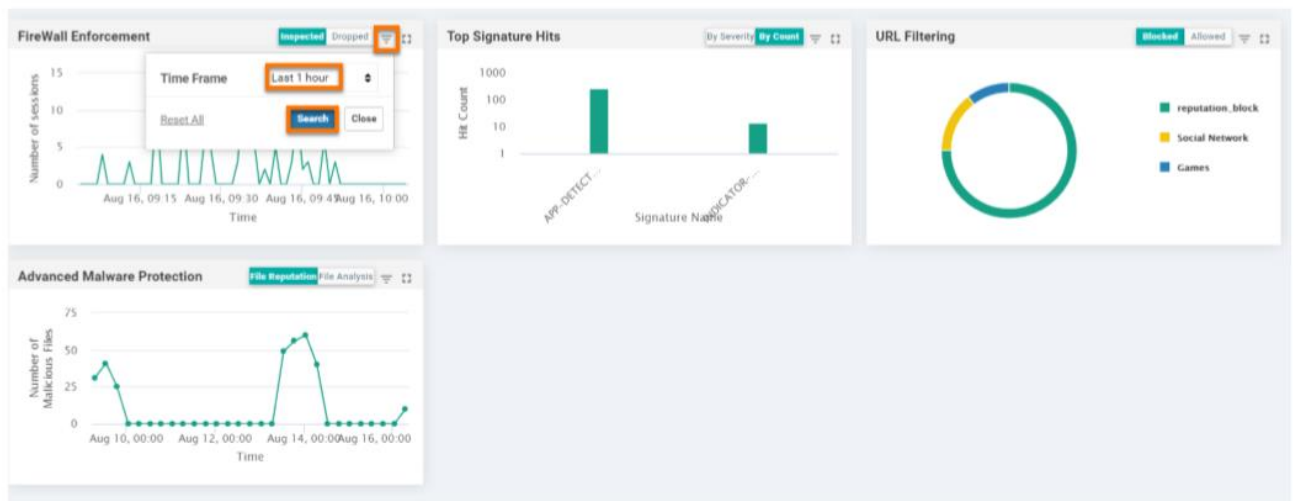 FireWall Enforcement
Inspected Dropped
Time Frame
Last 1 hour
Reset All
Search
Close
Number of sessions
15
10
5
0
Aug 16, 09 15
Aug 16, 09 30
Aug 16, 09 45
Aug 16, 10:00
Time
Top Signature Hits
By Severity By Count
Hit Count
1000
100
10
1
APP-DETECT...
INDICATOR-...
Signature Name
URL Filtering
Blocked Allowed
reputation_block
Social Network
Games
Advanced Malware Protection
File Reputation File Analysis
Number of
Malicious Files
75
50
25
0
Aug 10, 00:00
Aug 12, 00:00
Aug 14, 00:00
Aug 16, 00:00
Time